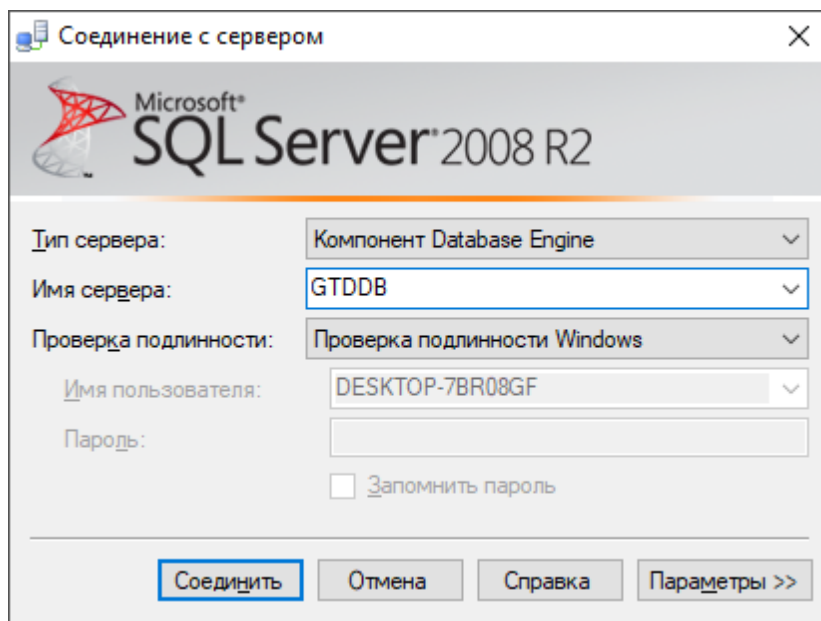 Соединение с сервером
Microsoft®
SQL Server® 2008 R2
Тип сервера: Компонент Database Engine
Имя сервера: GTDDB
Проверка подлинности: Проверка подлинности Windows
Имя пользователя: DESKTOP-7BR08GF
Пароль:
Запомнить пароль
Соединить Отмена Справка Параметры >>